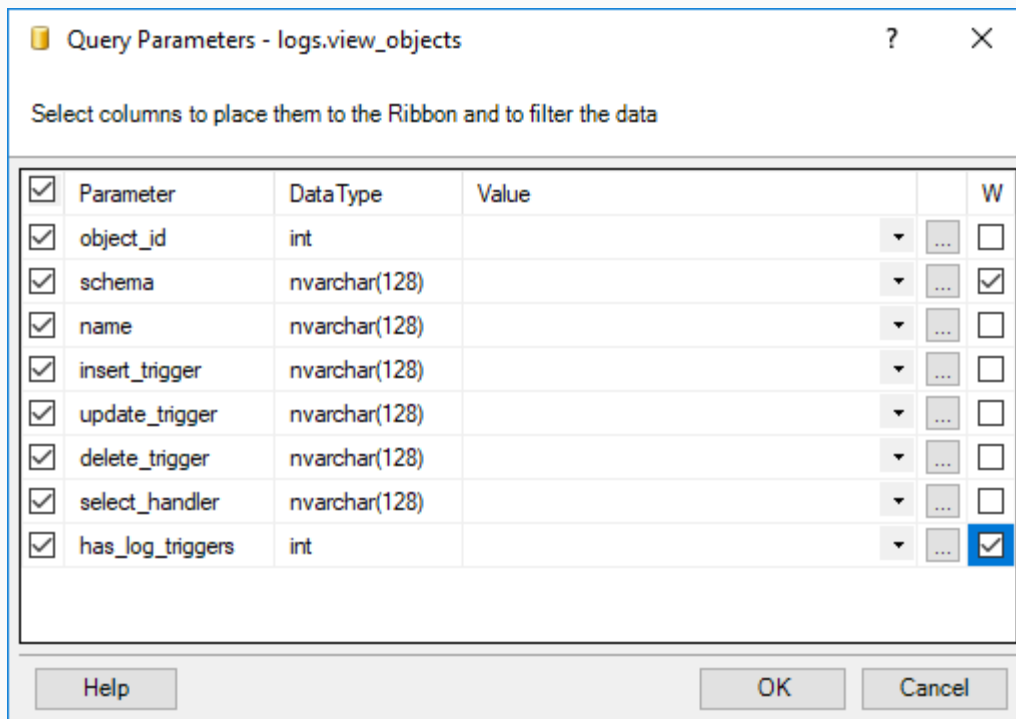 Query Parameters - logs.view_objects ?
Select columns to place them to the Ribbon and to filter the data
Parameter DataType Value W
object_id int ...
schema nvarchar(128) ...
name nvarchar(128) ...
insert_trigger nvarchar(128) ...
update_trigger nvarchar(128) ...
delete_trigger nvarchar(128) ...
select_handler nvarchar(128) ...
has_log_triggers int ...
Help OK Cancel